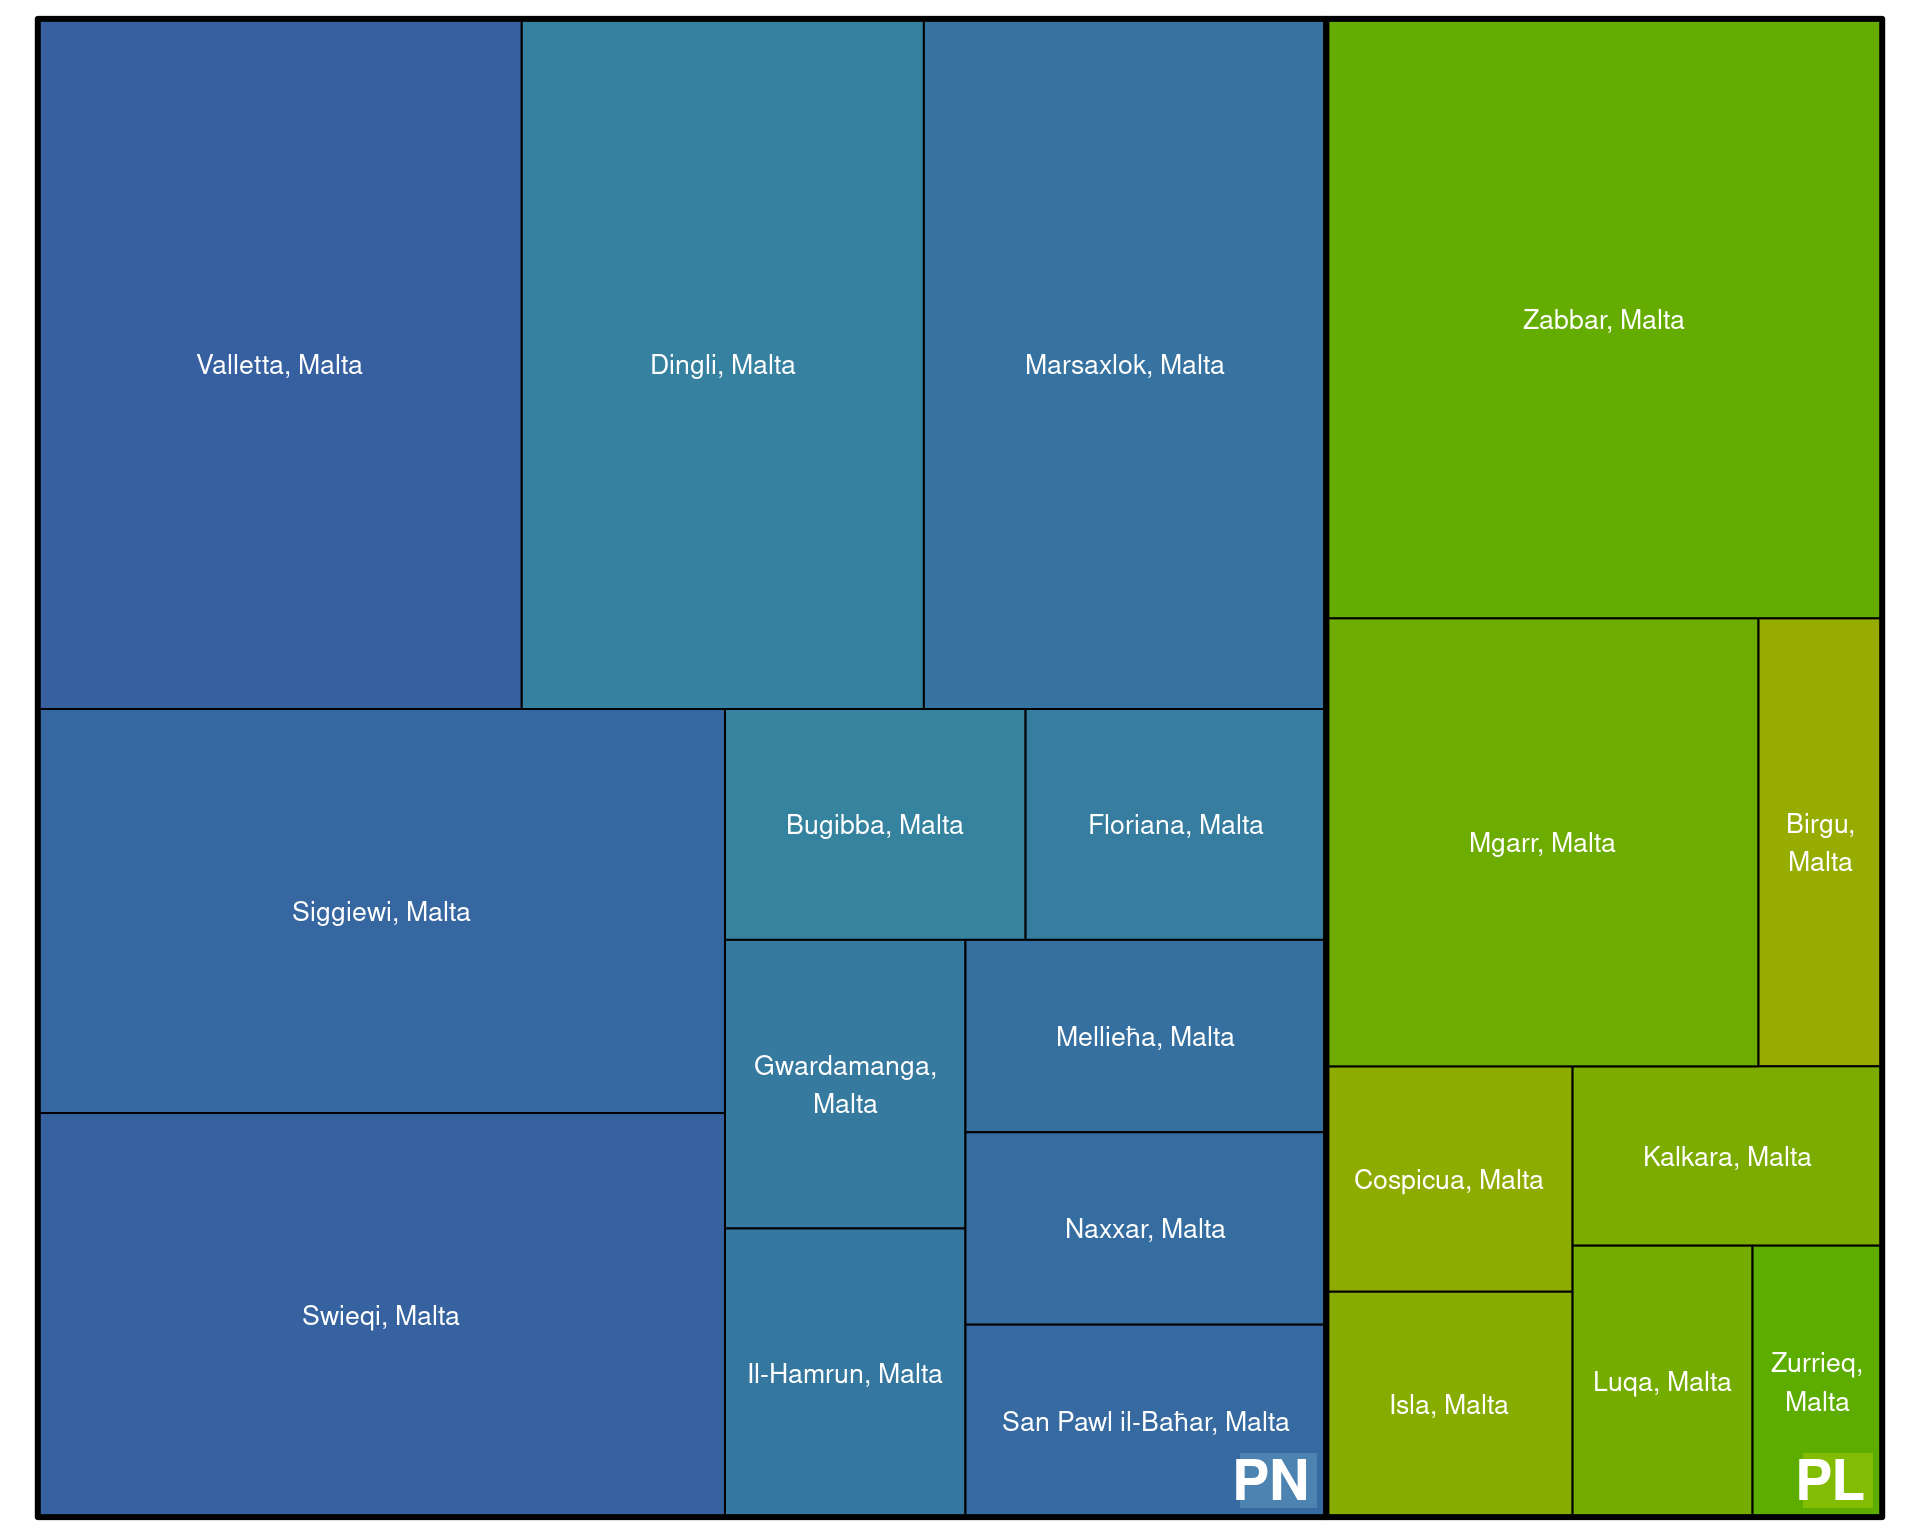 Valletta, Malta
Dingli, Malta
Marsaxlok, Malta
Zabbar, Malta
Siggiewi, Malta
Bugibba, Malta
Floriana, Malta
Mgarr, Malta
Birgu,
Malta
Gwardamanga,
Malta
Mellieħa, Malta
Naxxar, Malta
Cospicua, Malta
Kalkara, Malta
Swieqi, Malta
Il-Hamrun, Malta
San Pawl il-Baħar, Malta
Isla, Malta
Luqa, Malta
Zurrieq,
Malta
PN
PL